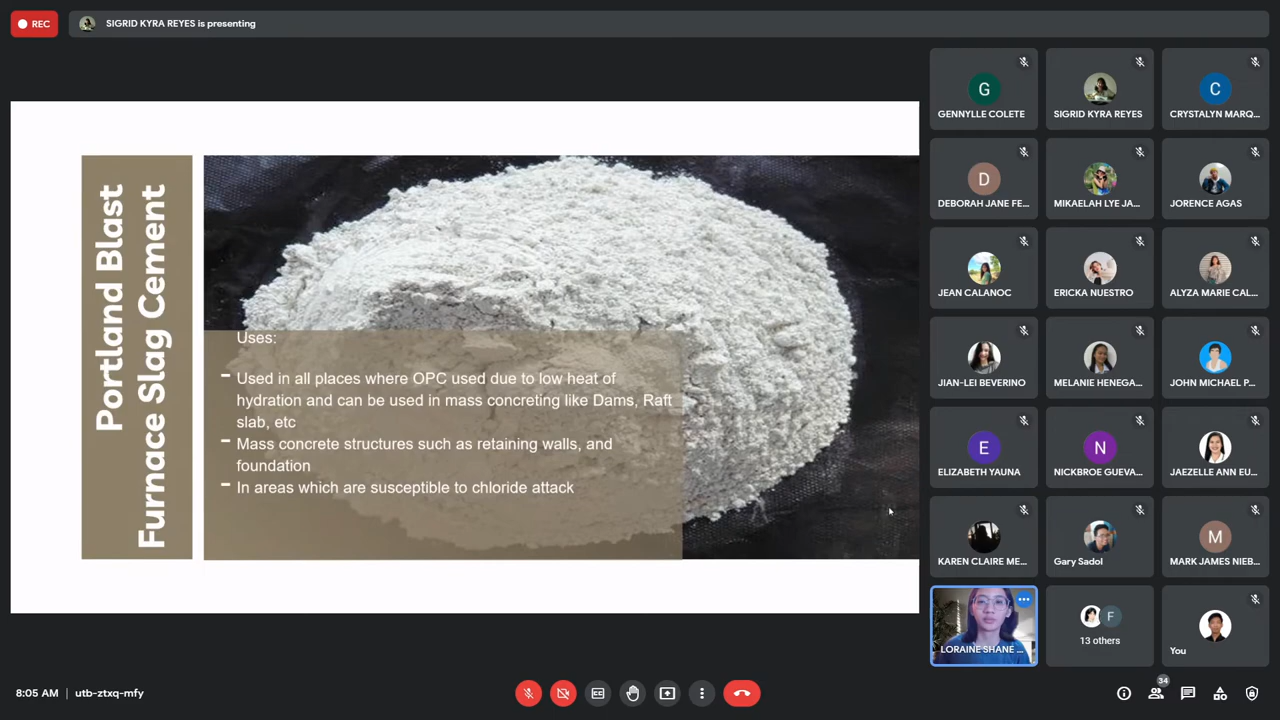 REC
SIGRID KYRA REYES is presenting
Portland Blast
Furnace Slag Cement
Uses:
- Used in all places where OPC used due to low heat of
hydration and can be used in mass concreting like Dams, Raft
slab, etc
- Mass concrete structures such as retaining walls, and
foundation
- In areas which are susceptible to chloride attack
G
GENNYLLE COLETE
SIGRID KYRA REYES
C
CRYSTALYN MARQ...
D
DEBORAH JANE FE...
MIKAELAH LYE JA...
JORENCE AGAS
JEAN CALANOC
ERICKA NUESTRO
ALYZA MARIE CAL...
JIAN-LEI BEVERINO
MELANIE HENEGA...
JOHN MICHAEL P...
E
ELIZABETH YAUNA
N
NICKBROE GUEVA...
JAEZELLE ANN EU...
KAREN CLAIRE ME...
Gary Sadol
M
MARK JAMES NIEB...
LORAINE SHANE ...
F
13 others
You
8:05 AM | utb-ztxq-mfy
34